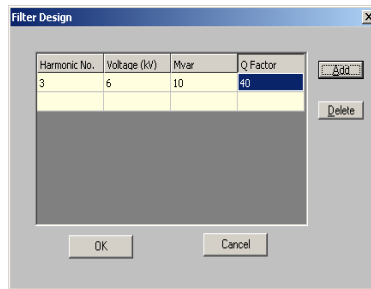 Filter Design
Harmonic No. Voltage (kV) Mvar Q Factor
3 6 10 40
Add
Delete
OK Cancel